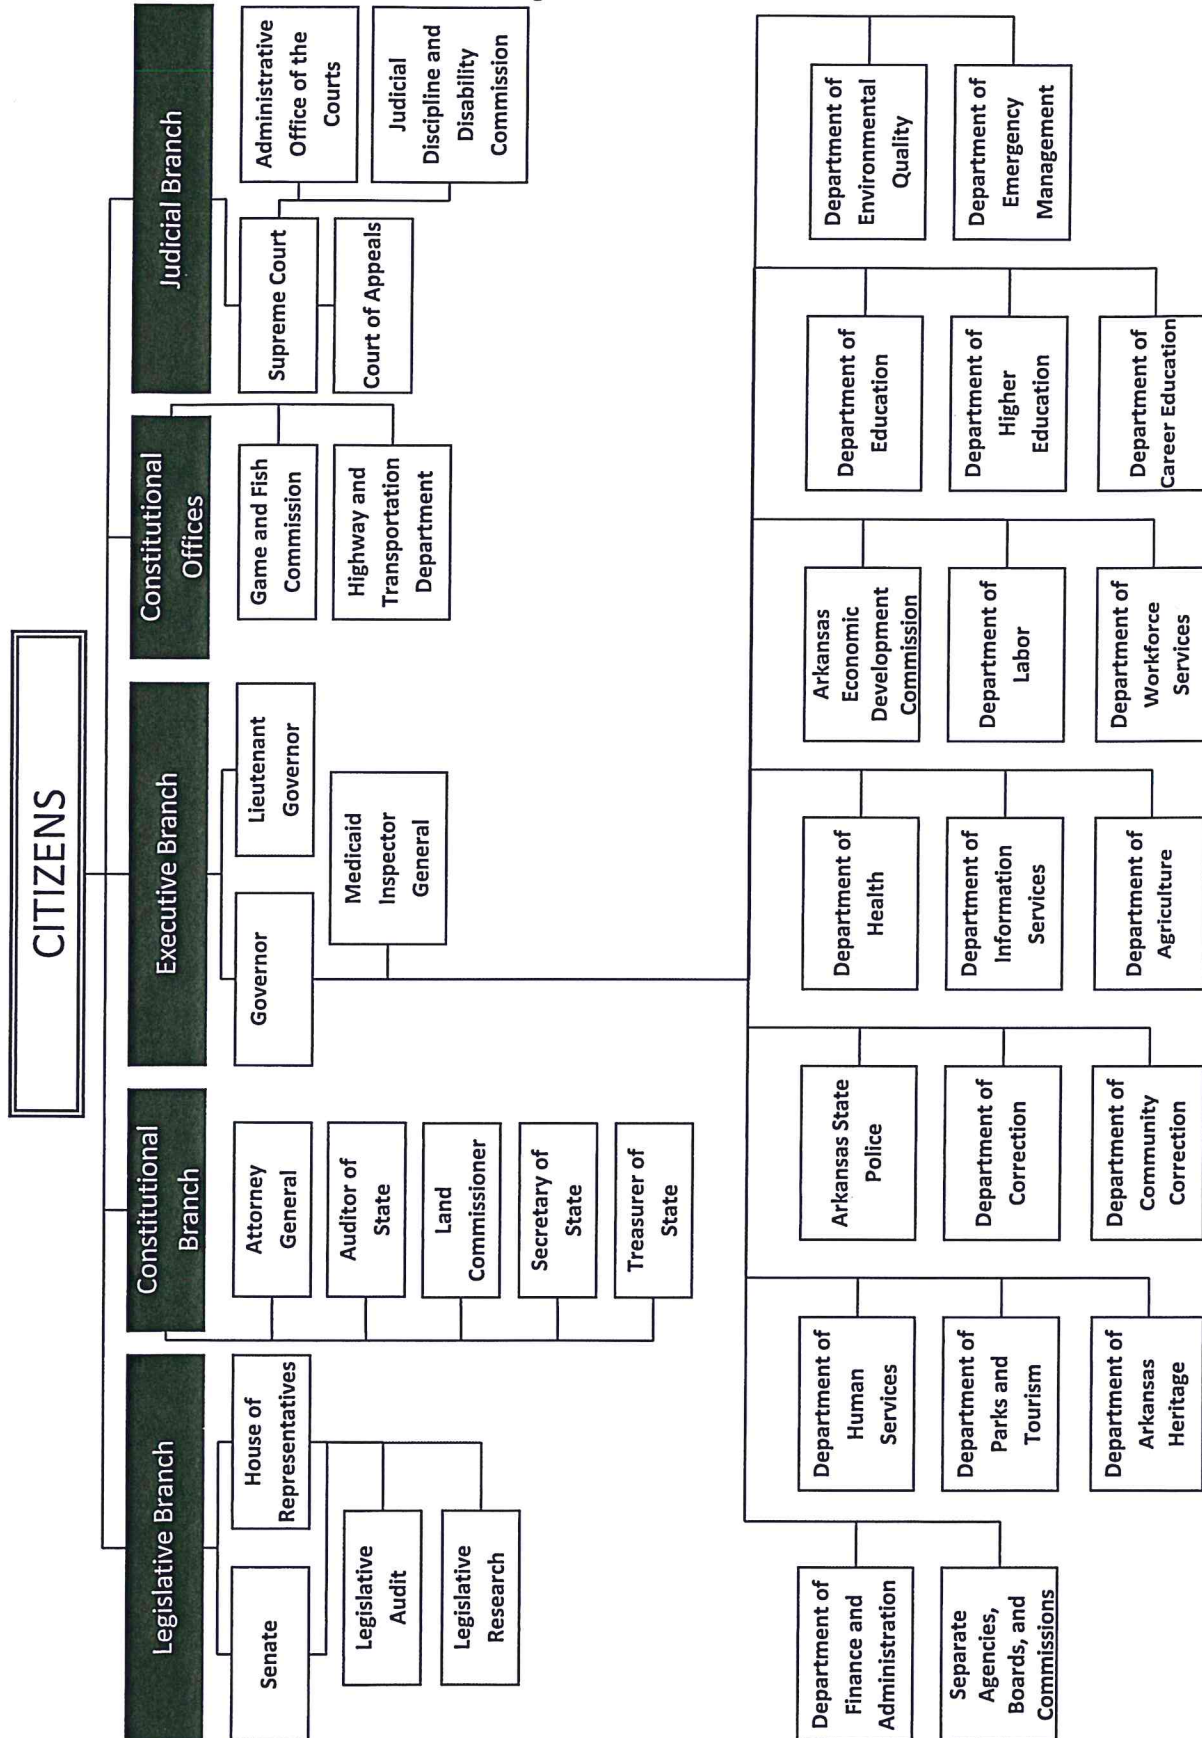 CITIZENS
Legislative Branch
Constitutional
Branch
Executive Branch
Constitutional
Offices
Judicial Branch
Senate
House of
Representatives
Legislative
Audit
Legislative
Research
Attorney
General
Auditor of
State
Land
Commissioner
Secretary of
State
Treasurer of
State
Governor
Lieutenant
Governor
Medicaid
Inspector
General
Game and Fish
Commission
Highway and
Transportation
Department
Supreme Court
Court of Appeals
Administrative
Office of the
Courts
Judicial
Discipline and
Disability
Commission
Department of
Finance and
Administration
Separate
Agencies,
Boards, and
Commissions
Department of
Human
Services
Department of
Parks and
Tourism
Department of
Arkansas
Heritage
Arkansas State
Police
Department of
Correction
Department of
Community
Correction
Department of
Health
Department of
Information
Services
Department of
Agriculture
Arkansas
Economic
Development
Commission
Department of
Labor
Department of
Workforce
Services
Department of
Education
Department of
Higher
Education
Department of
Career Education
Department of
Environmental
Quality
Department of
Emergency
Management